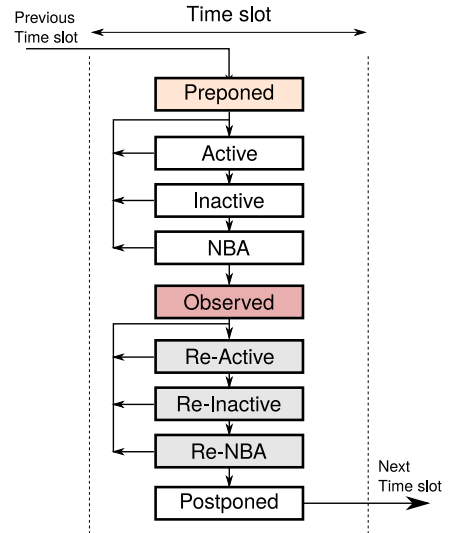 Previous
Time slot
Time slot
Preponed
Active
Inactive
NBA
Observed
Re-Active
Re-Inactive
Re-NBA
Postponed
Next
Time slot